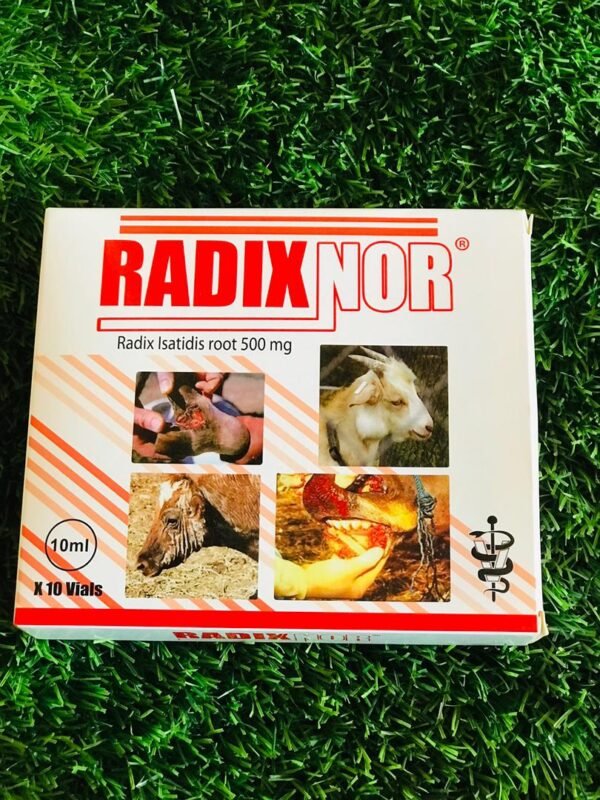 RADIXNOR®
Radix Isatidis root 500 mg
10ml
X 10 Vials
RADIXNOR